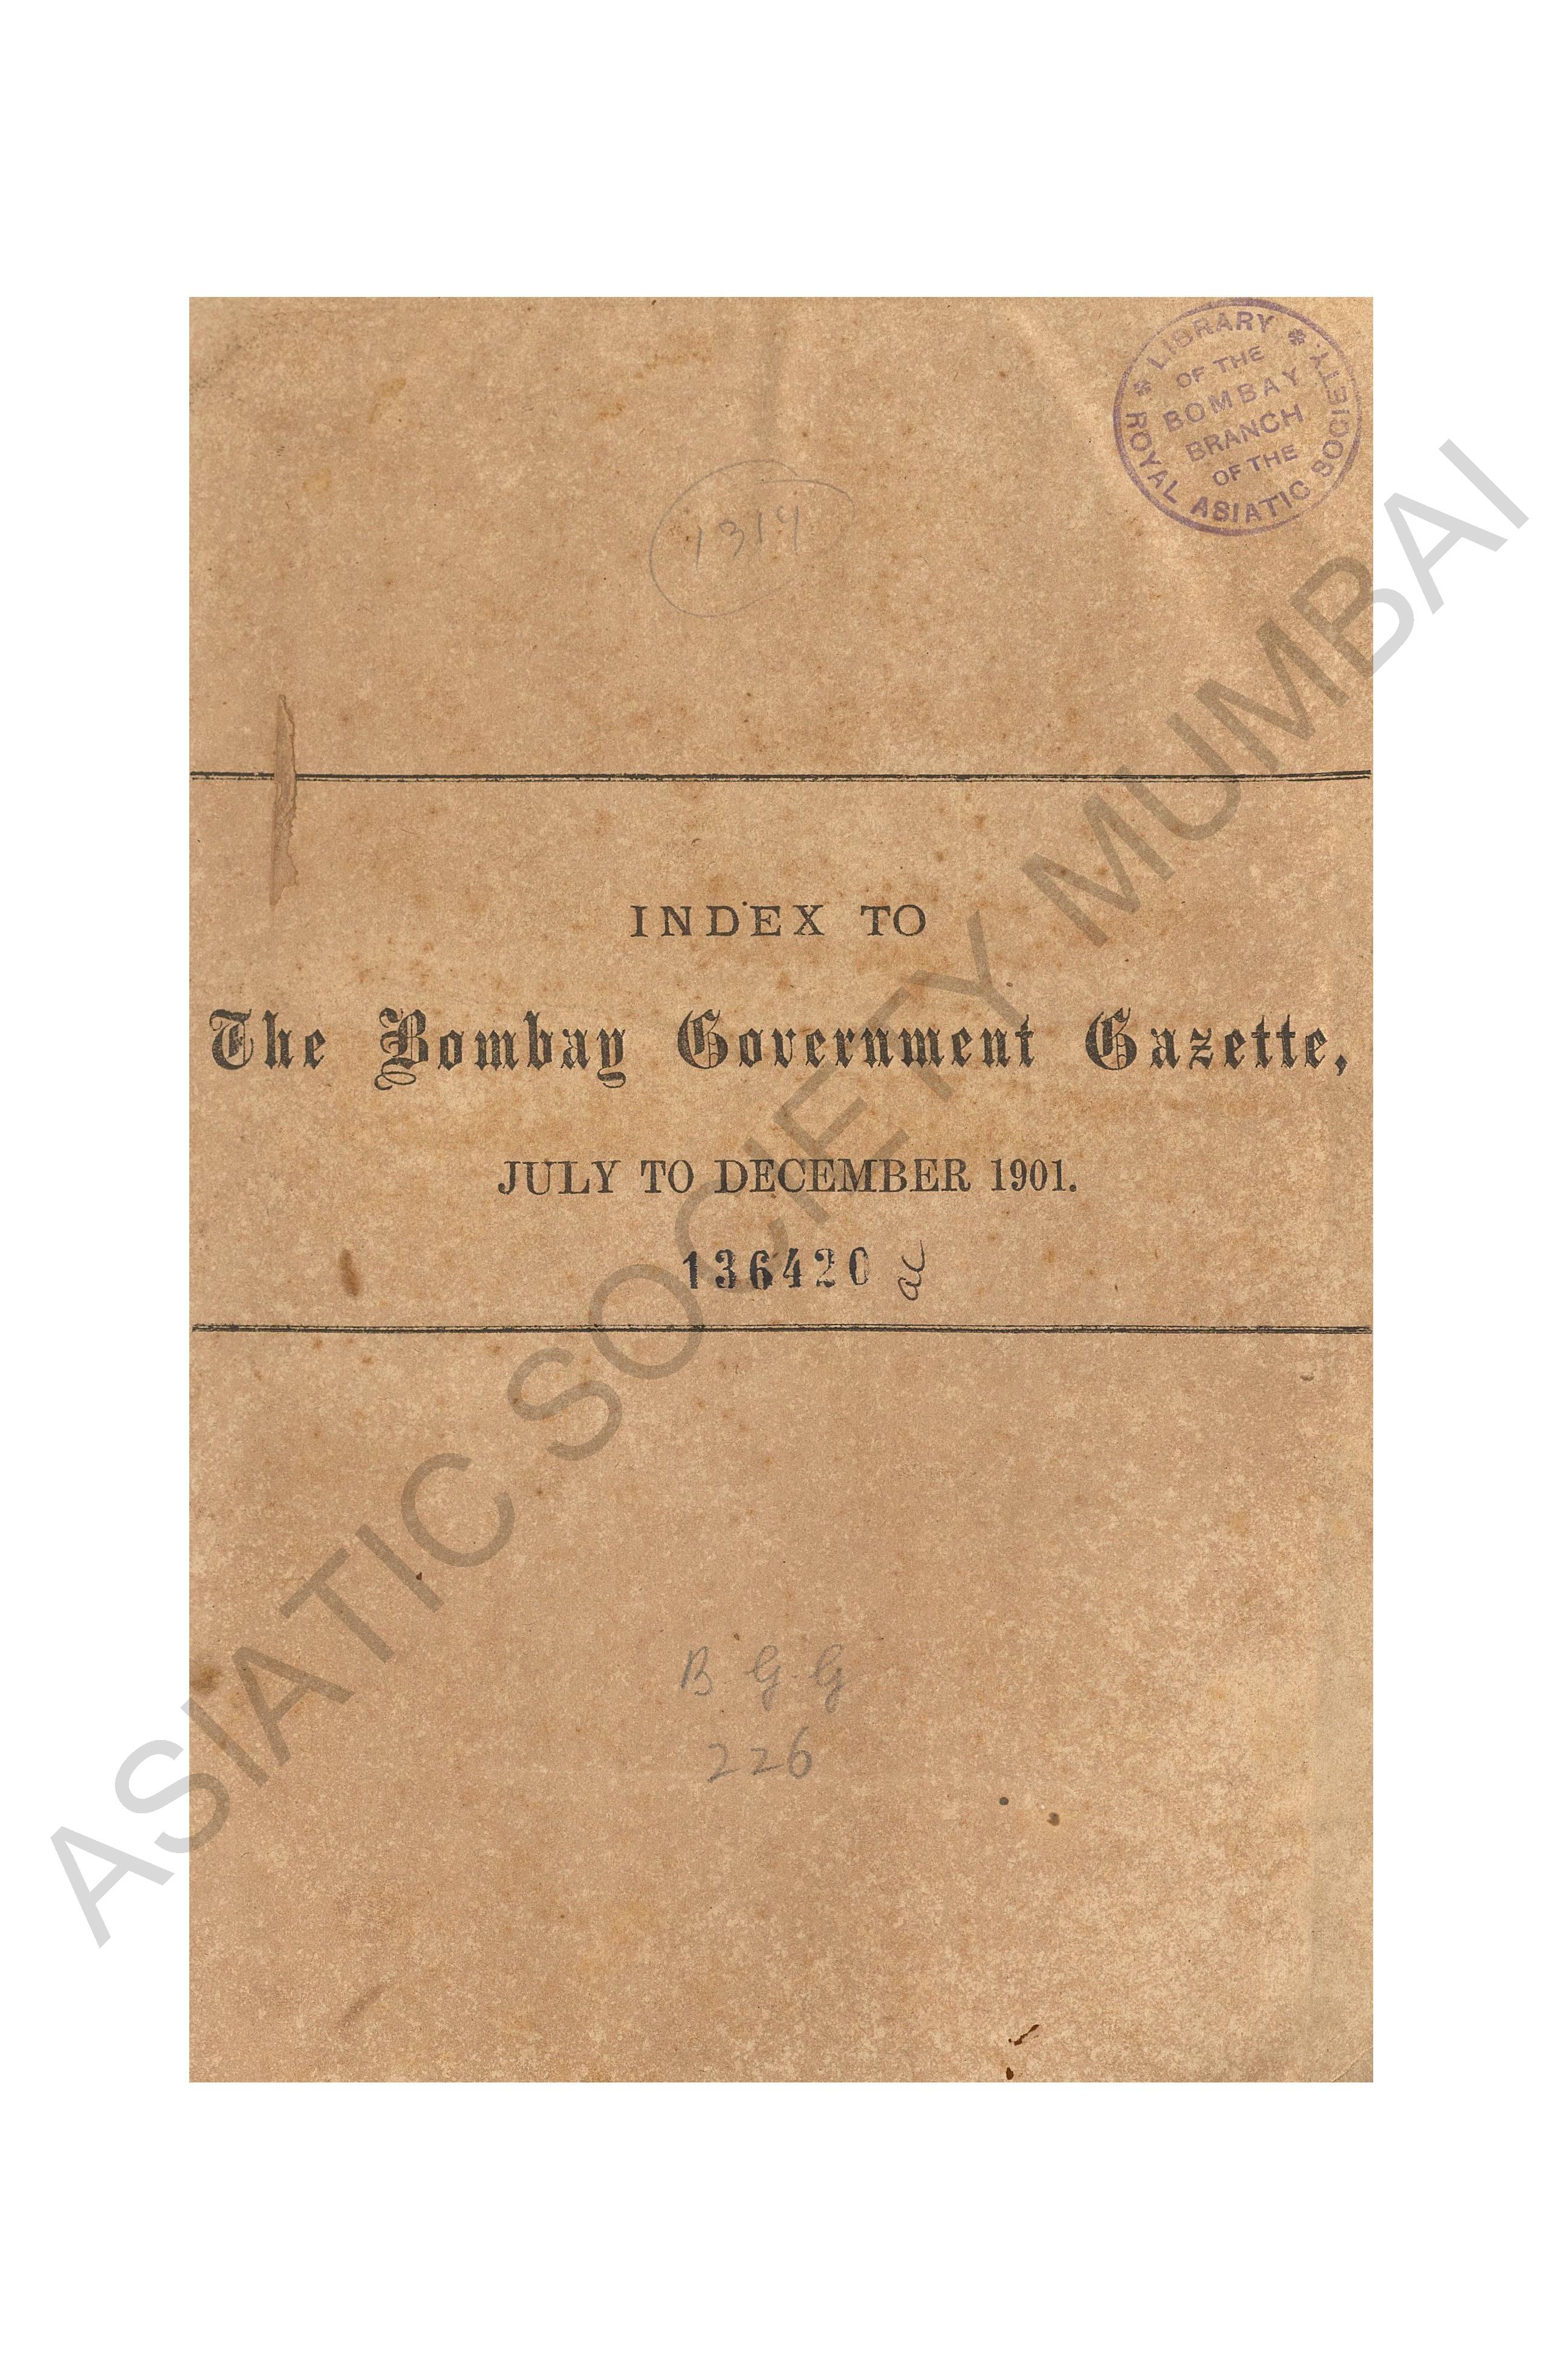 LIBRARY
OF THE
BOMBAY
BRANCH
OF THE
ROYAL ASIATIC SOCIETY.
1314
INDEX TO
The Bombay Government Gazette,
JULY TO DECEMBER 1901.
136420 a
B. G. G
226
ASIATIC SOCIETY MUMBAI